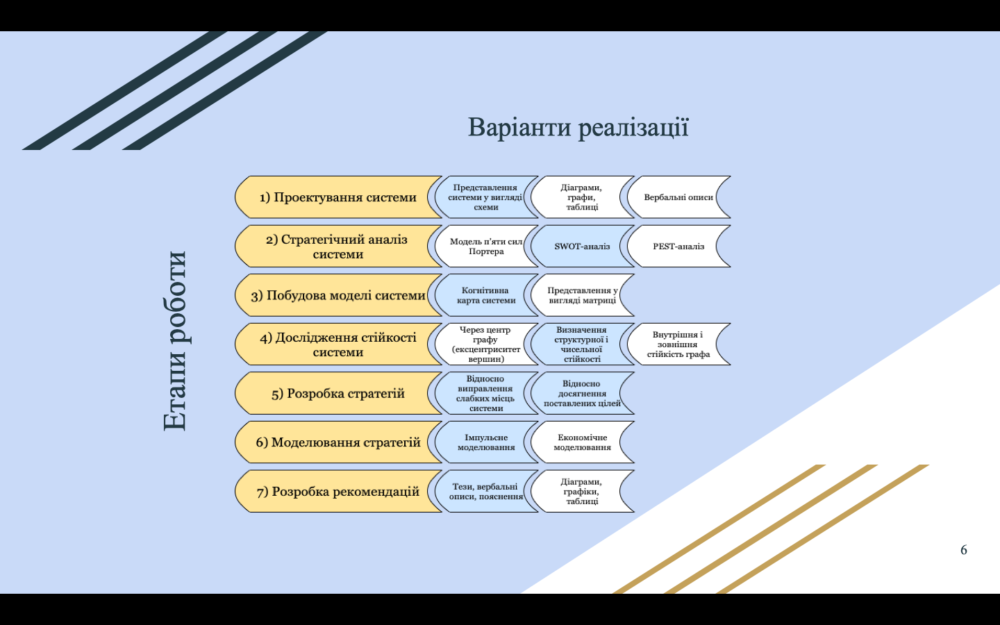 Варіанти реалізації
Етапи роботи
1) Проектування системи
Представлення
системи у вигляді
схеми
Діаграми,
графи,
таблиці
Вербальні описи
2) Стратегічний аналіз
системи
Модель п'яти сил
Портера
SWOT-аналіз
PEST-аналіз
3) Побудова моделі системи
Когнітивна
карта системи
Представлення у
вигляді матриці
4) Дослідження стійкості
системи
Через центр
графу
(ексцентриситет
вершин)
Визначення
структурної і
чисельної
стійкості
Внутрішня і
зовнішня
стійкість графа
5) Розробка стратегій
Відносно
виправлення
слабких місць
системи
Відносно
досягнення
поставлених цілей
6) Моделювання стратегій
Імпульсне
моделювання
Економічне
моделювання
7) Розробка рекомендацій
Тези, вербальні
описи, пояснення
Діаграми,
графіки,
таблиці
6